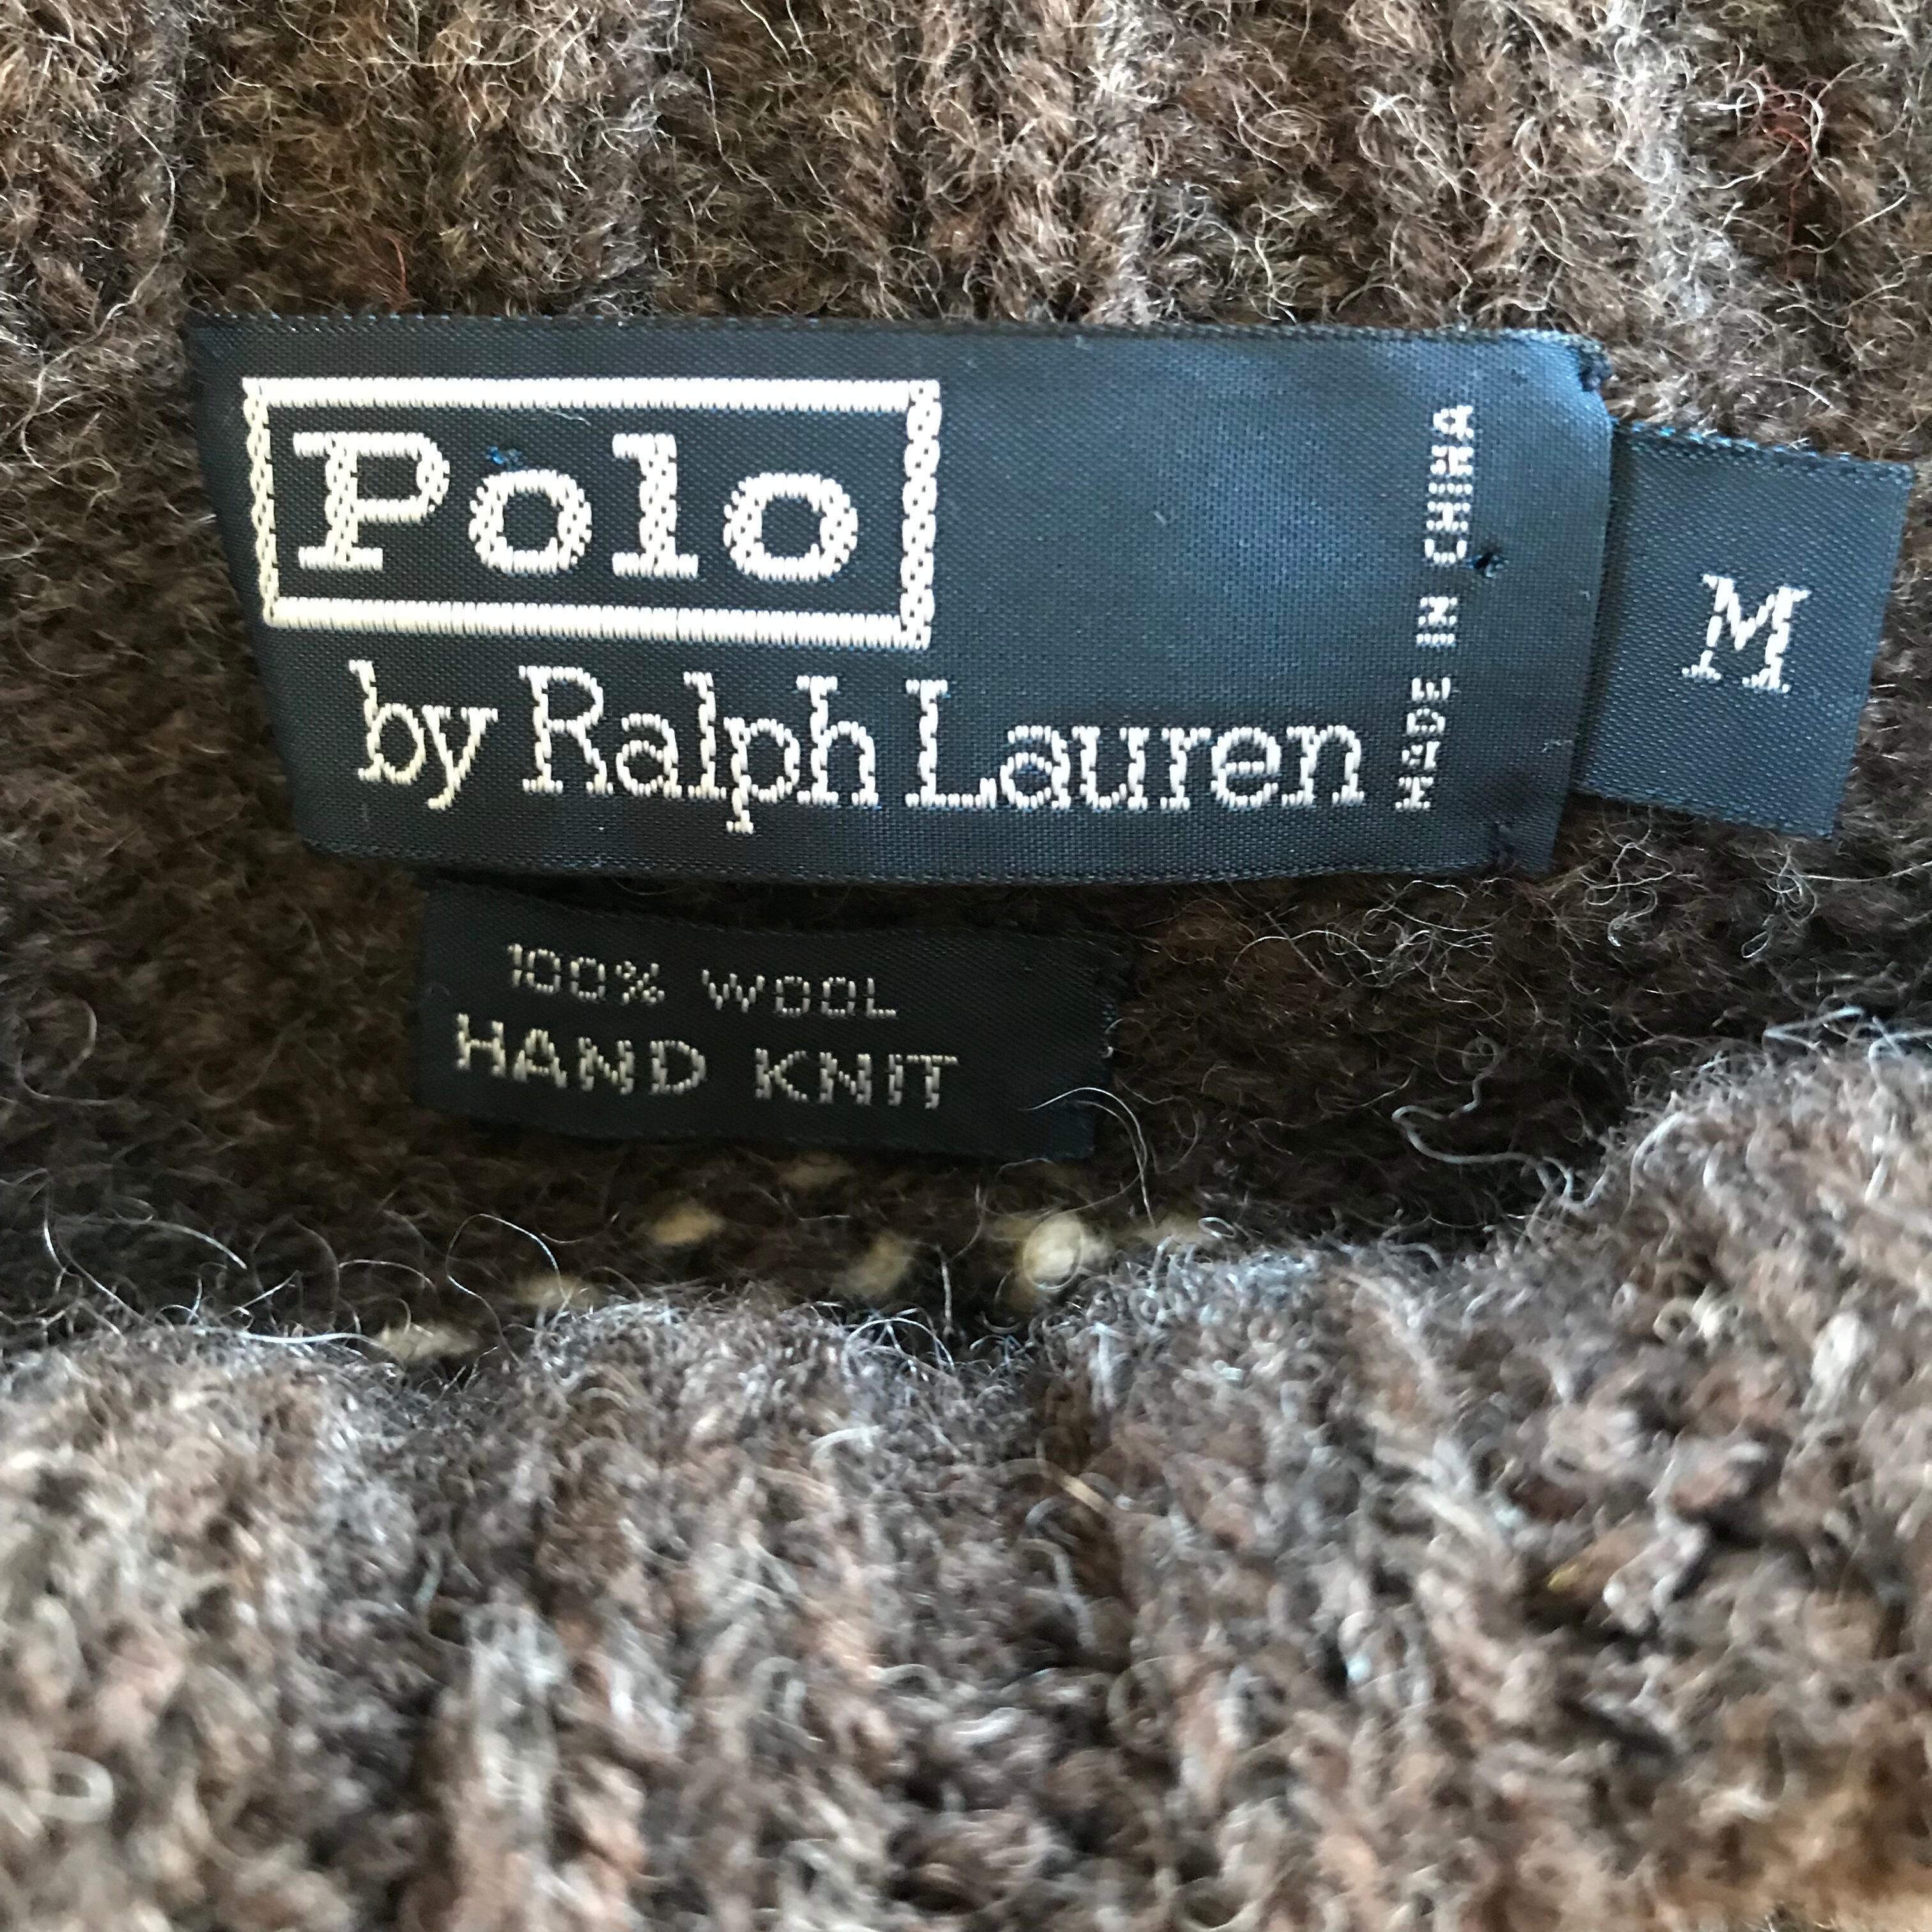 Polo
by Ralph Lauren
MADE IN CHINA
M
100% WOOL
HAND KNIT